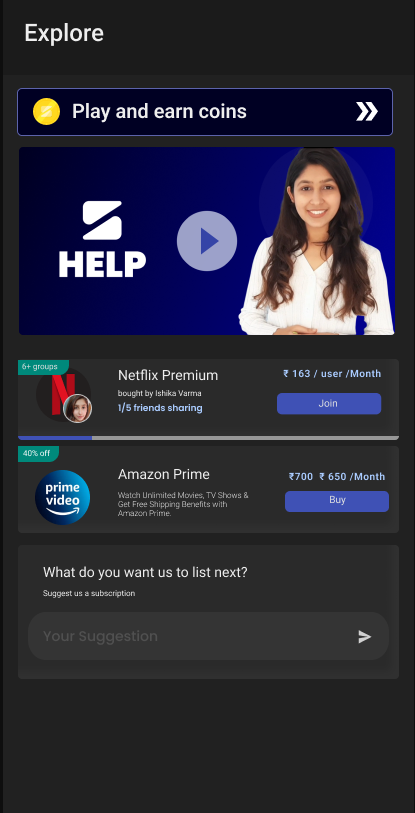 Explore
Play and earn coins
HELP
6+ groups
N
Netflix Premium
bought by Ishika Varma
1/5 friends sharing
₹ 163 / user /Month
Join
40% off
prime
video
Amazon Prime
Watch Unlimited Movies, TV Shows &
Get Free Shipping Benefits with
Amazon Prime.
₹700 ₹ 650 /Month
Buy
What do you want us to list next?
Suggest us a subscription
Your Suggestion